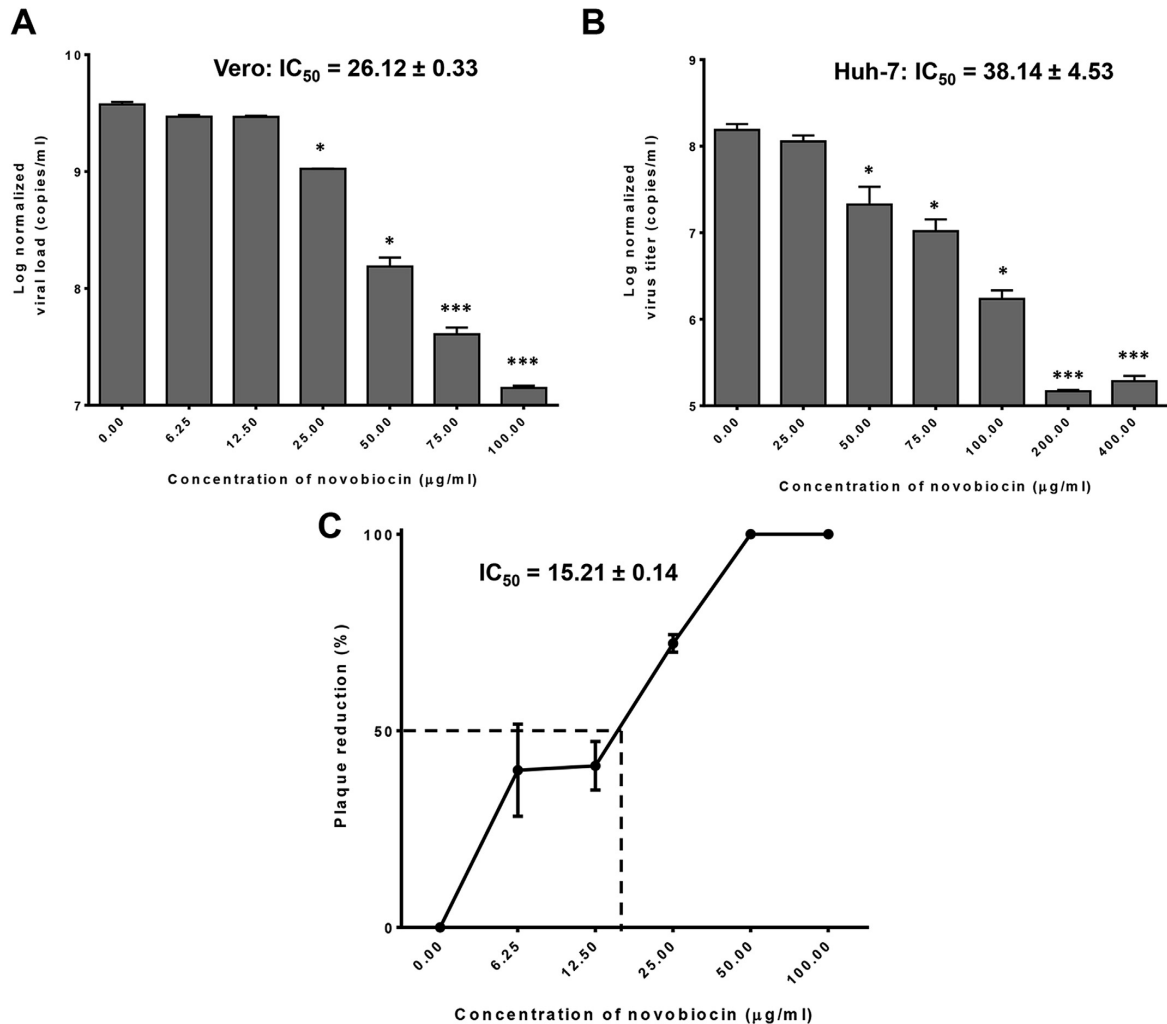 A
Vero: IC50 = 26.12 ± 0.33
Log normalized
viral load (copies/ml)
10
9
8
7
*
*
***
***
0.00
6.25
12.50
25.00
50.00
75.00
100.00
Concentration of novobiocin (μg/ml)
B
Huh-7: IC50 = 38.14 ± 4.53
Log normalized
virus titer (copies/ml)
9
8
7
6
5
*
*
*
***
***
0.00
25.00
50.00
75.00
100.00
200.00
400.00
Concentration of novobiocin (μg/ml)
C
IC50 = 15.21 ± 0.14
Plaque reduction (%)
100
50
0
0.00
6.25
12.50
25.00
50.00
100.00
Concentration of novobiocin (μg/ml)